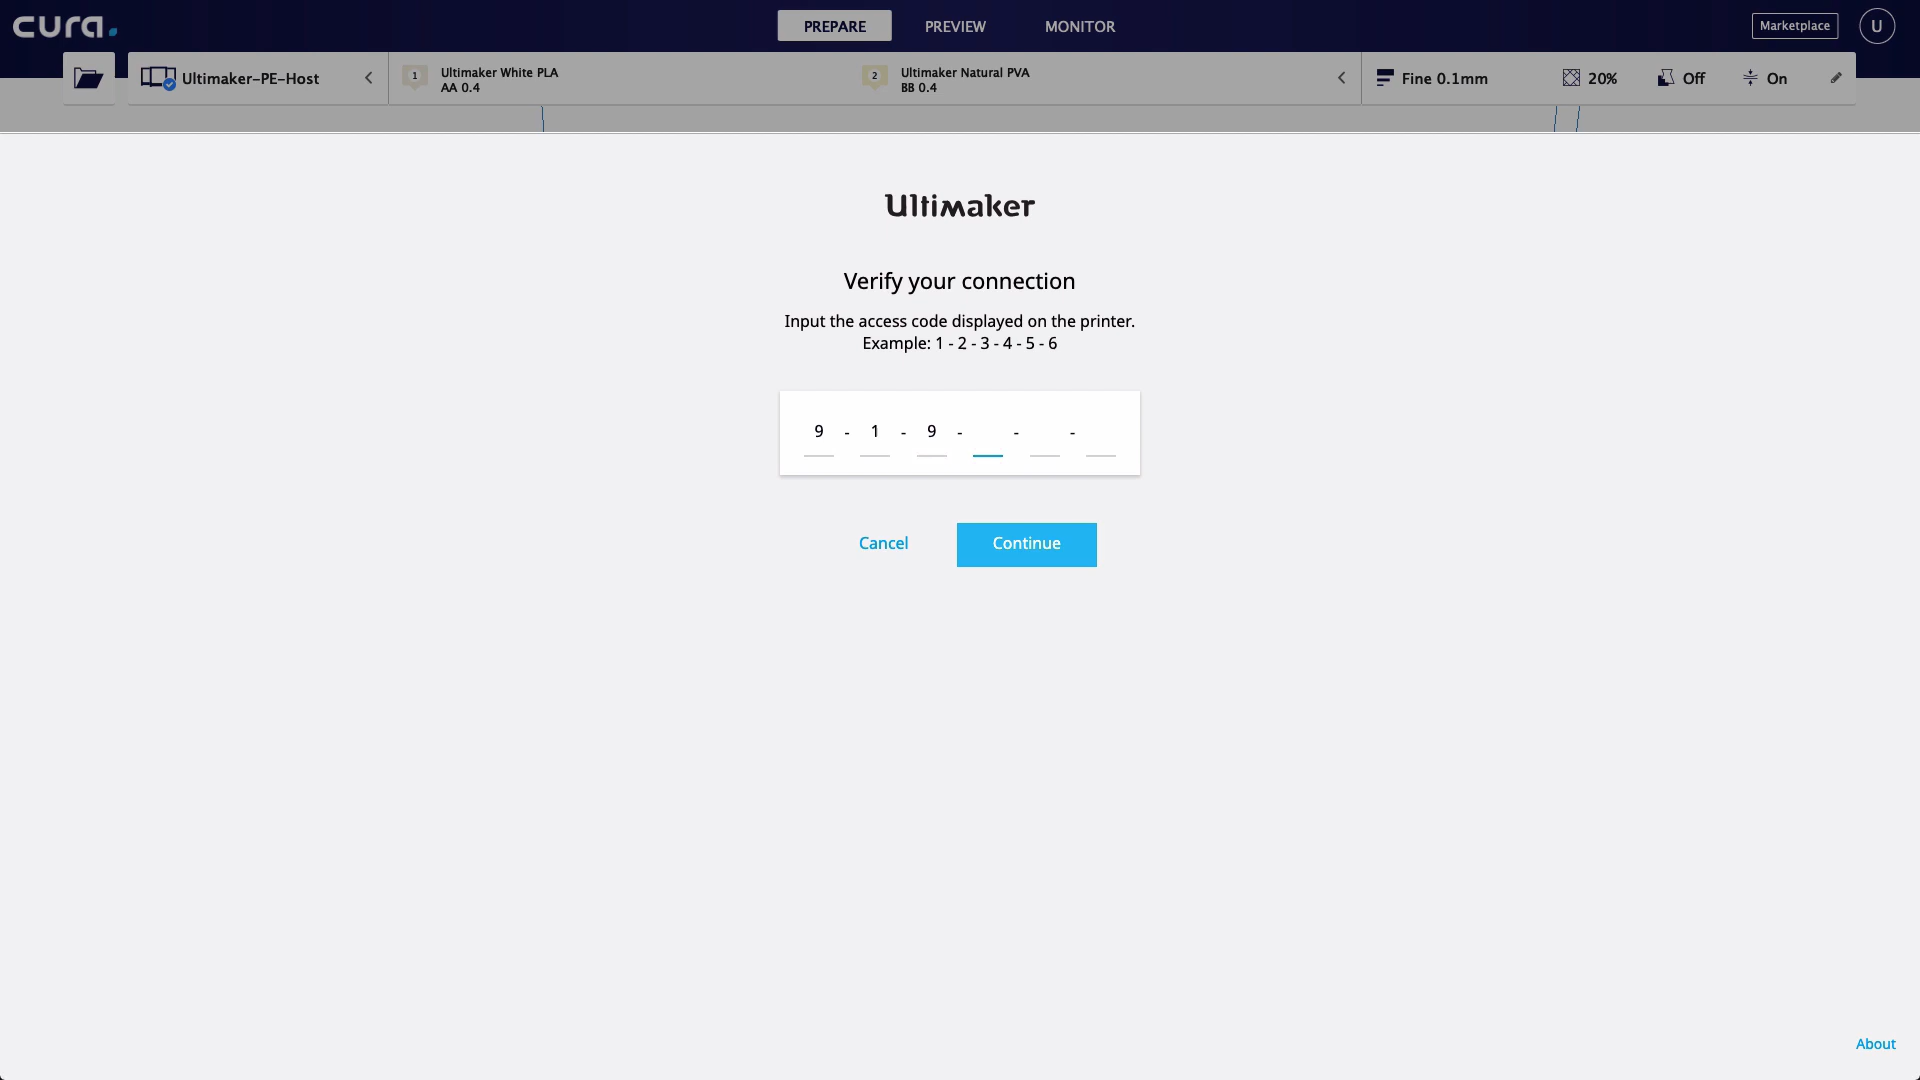 cura.
PREPARE
PREVIEW
MONITOR
Marketplace
U
Ultimaker-PE-Host
1
Ultimaker White PLA
AA 0.4
2
Ultimaker Natural PVA
BB 0.4
Fine 0.1mm
20%
Off
On
Ultimaker
Verify your connection
Input the access code displayed on the printer.
Example: 1 - 2 - 3 - 4 - 5 - 6
9 - 1 - 9 - - -
Cancel
Continue
About